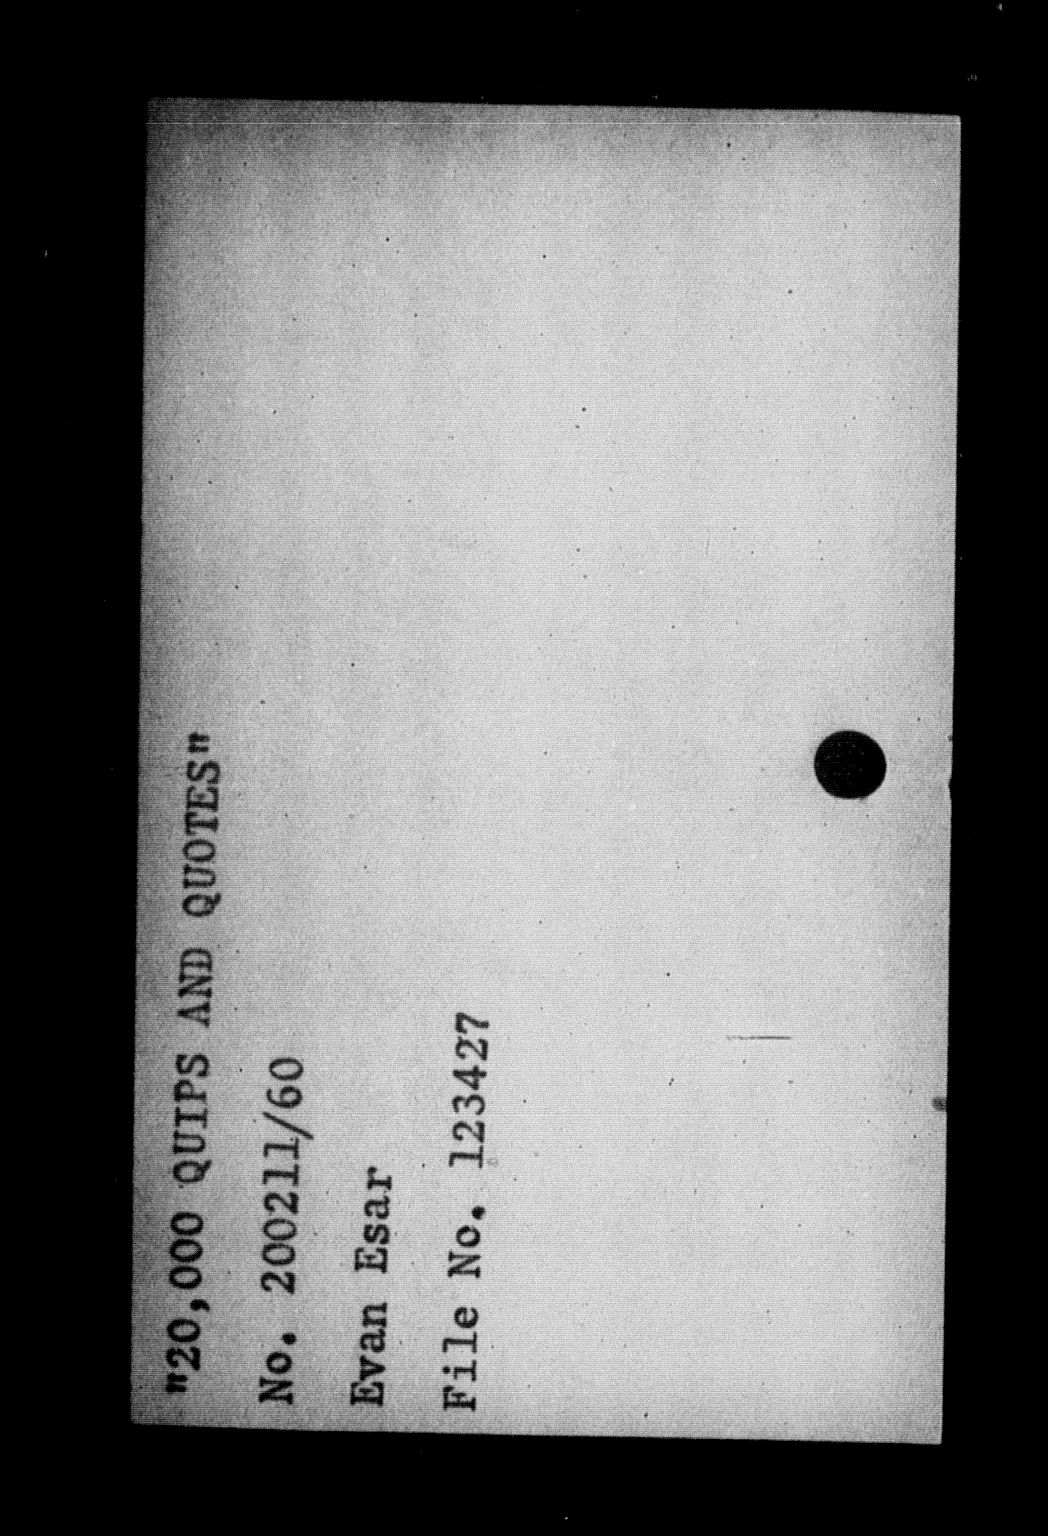 "20,000 QUIPS AND QUOTES"
No. 200211/60
Evan Esar
File No. 123427